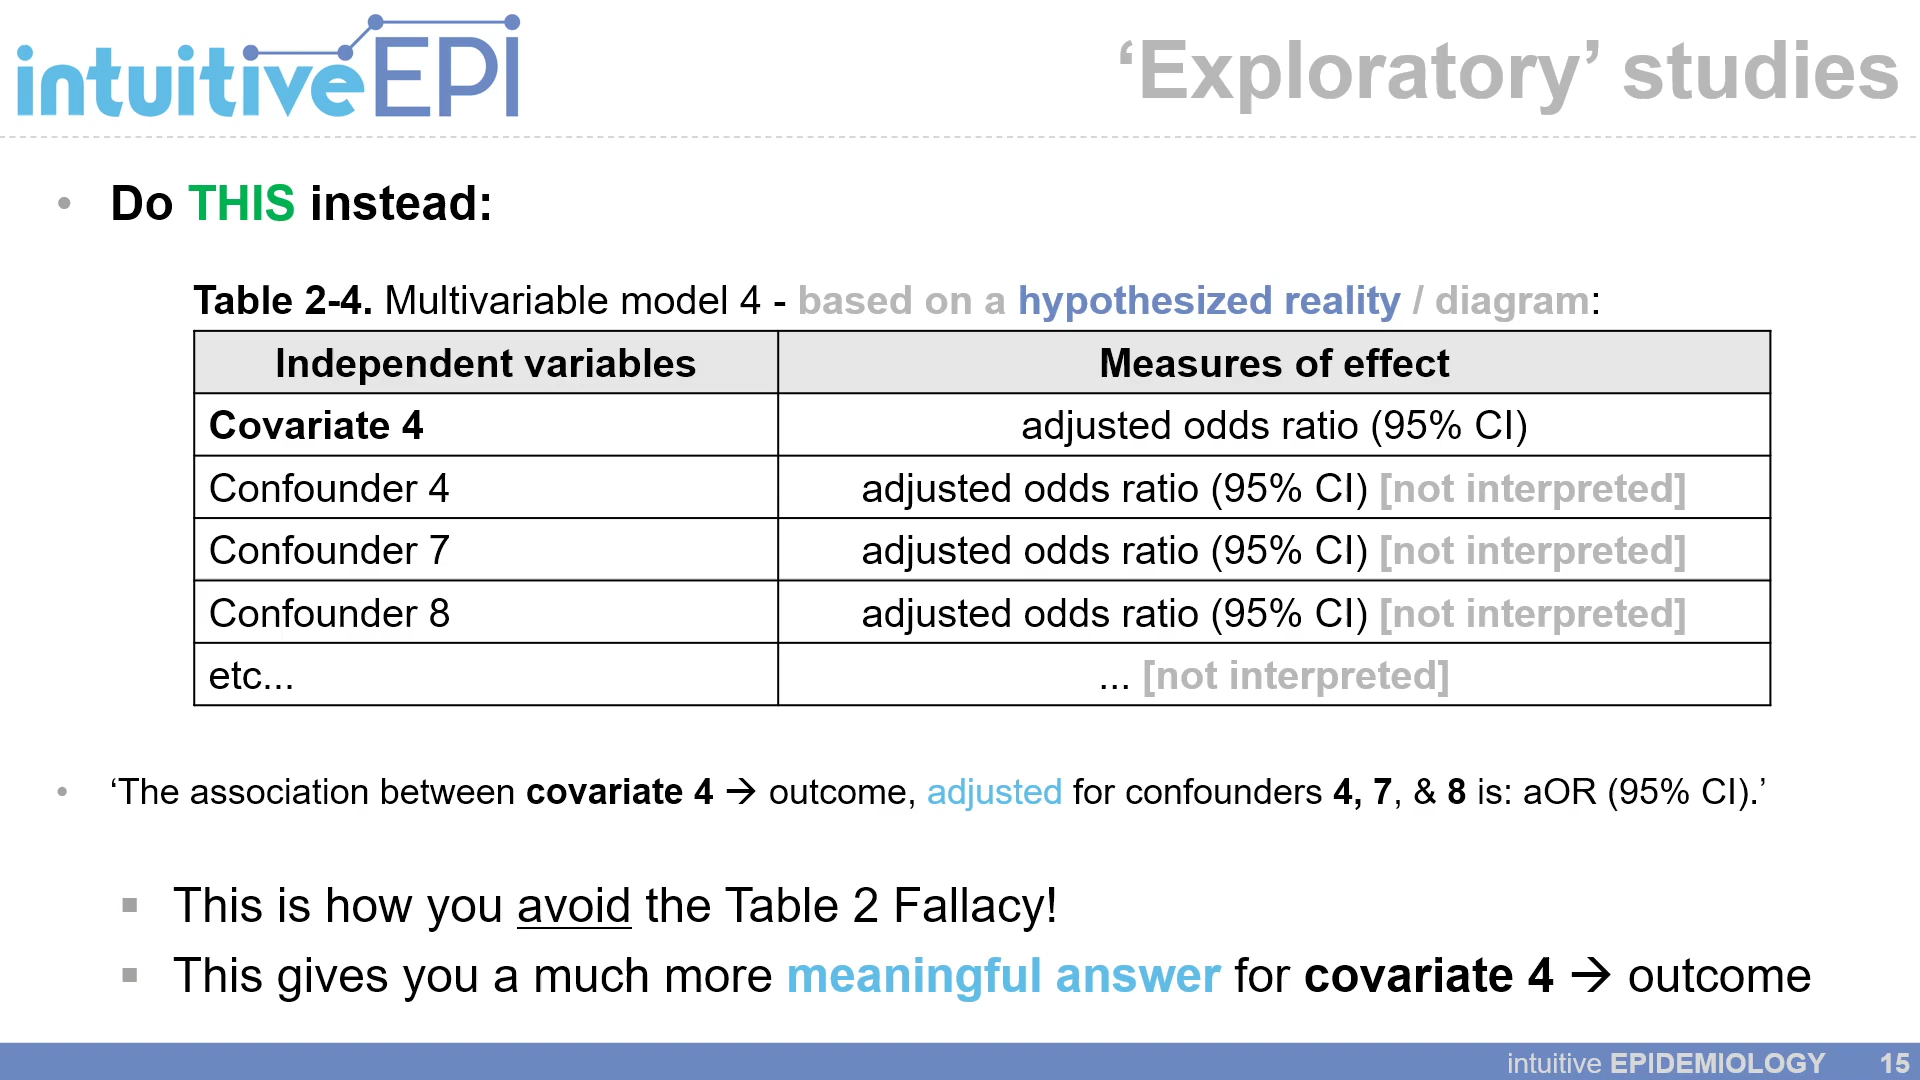 intuitiveEPI
‘Exploratory’ studies
• Do THIS instead:
Table 2-4. Multivariable model 4 - based on a hypothesized reality / diagram:
Independent variables Measures of effect
Covariate 4 adjusted odds ratio (95% CI)
Confounder 4 adjusted odds ratio (95% CI) [not interpreted]
Confounder 7 adjusted odds ratio (95% CI) [not interpreted]
Confounder 8 adjusted odds ratio (95% CI) [not interpreted]
etc... ... [not interpreted]
• ‘The association between covariate 4 → outcome, adjusted for confounders 4, 7, & 8 is: aOR (95% CI).’
▪ This is how you avoid the Table 2 Fallacy!
▪ This gives you a much more meaningful answer for covariate 4 → outcome
intuitive EPIDEMIOLOGY 15